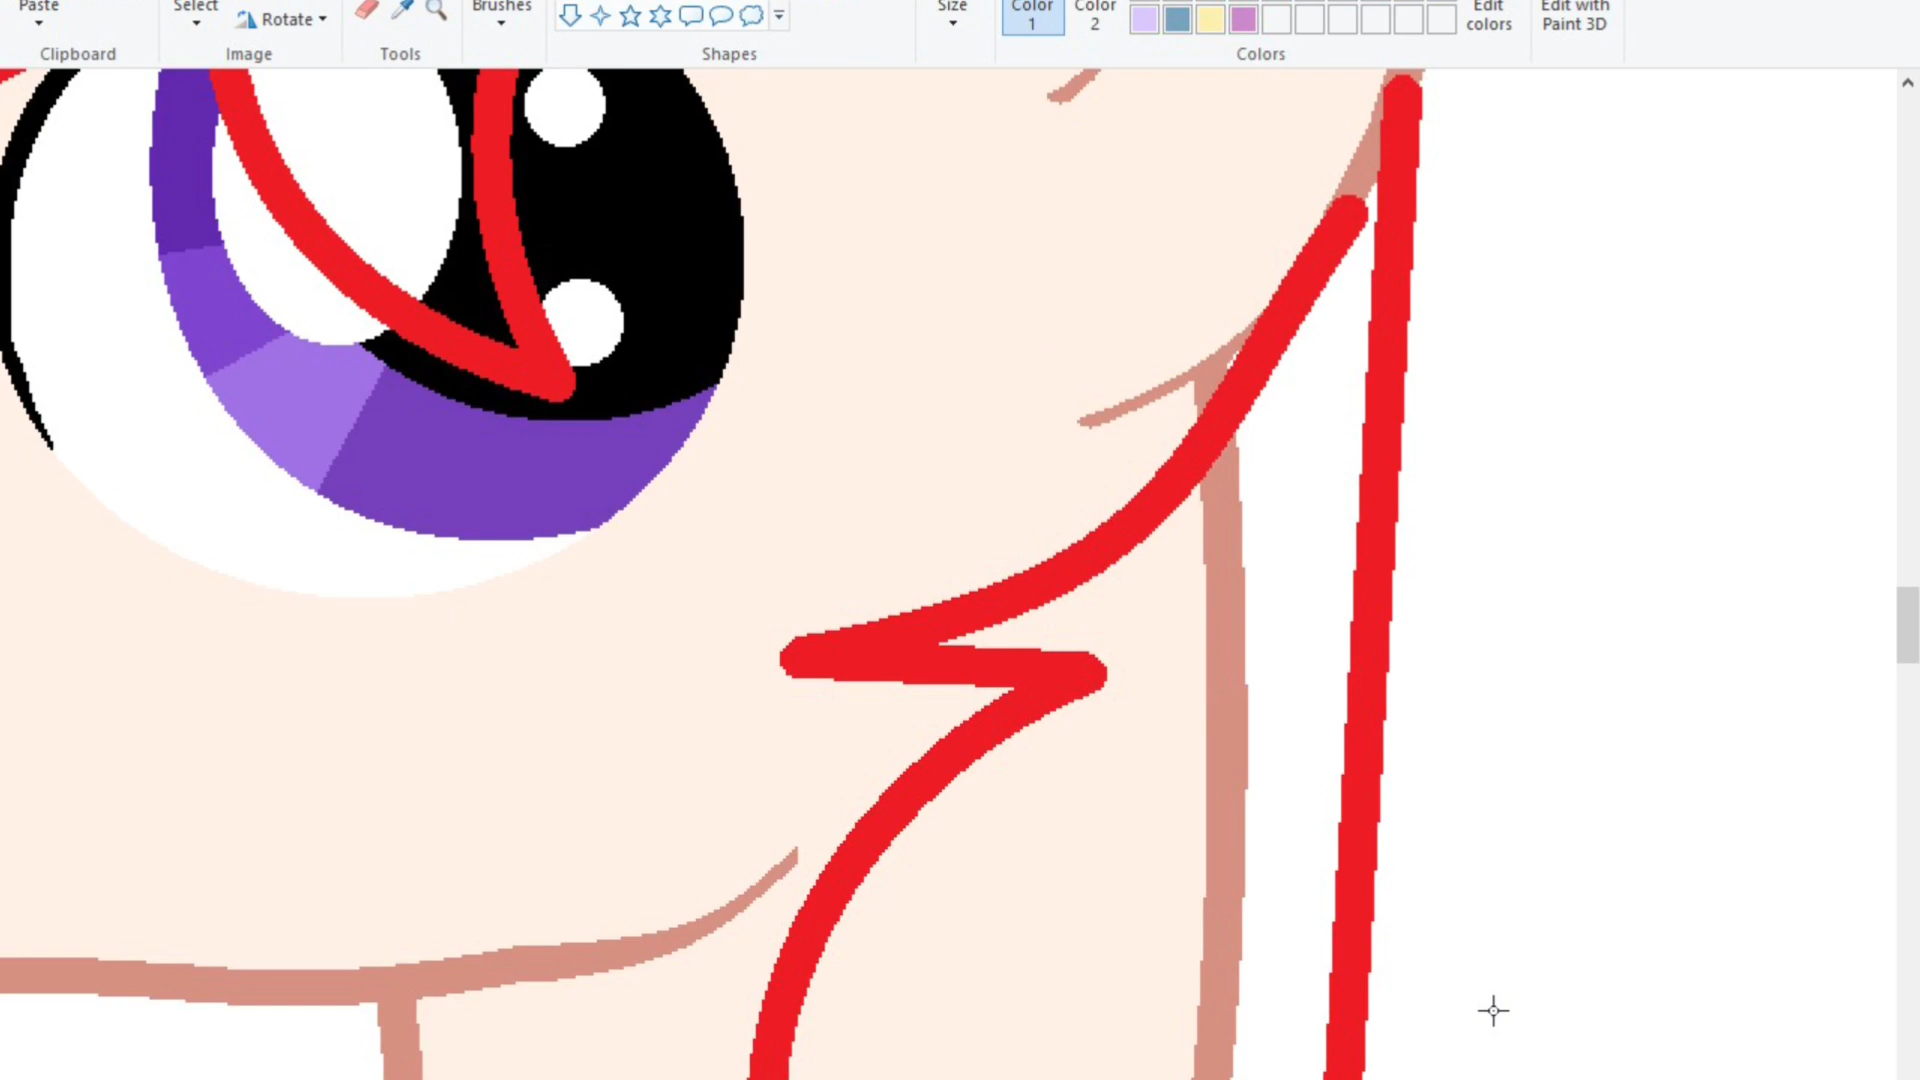 Paste
Select
Rotate
Brushes
Size
Color
1
Color
2
Edit
colors
Edit with
Paint 3D
Clipboard
Image
Tools
Shapes
Colors